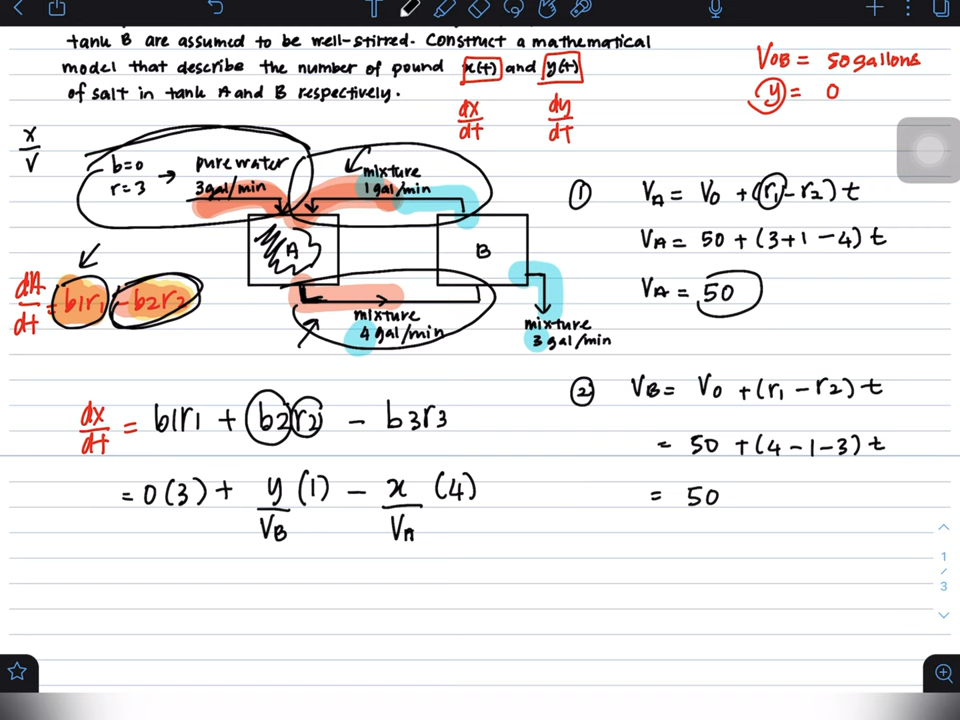 tank B are assumed to be well-stirred. Construct a mathematical
model that describe the number of pound x(t) and y(t)
of salt in tank A and B respectively.
dx/dt dy/dt
VoB = 50 gallons
y = 0
x/V
b=0
r=3 →
pure water
3 gal/min
mixture
1 gal/min
A
B
dA/dt = b1r1 - b2r2
mixture
4 gal/min
mixture
3 gal/min
① VA = V0 + (r1 - r2) t
VA = 50 + (3+1-4) t
VA = 50
dx/dt = b1r1 + b2r2 - b3r3
= 0(3) + y/VB (1) - x/VA (4)
② VB = V0 + (r1 - r2) t
= 50 + (4-1-3) t
= 50
1
/
3